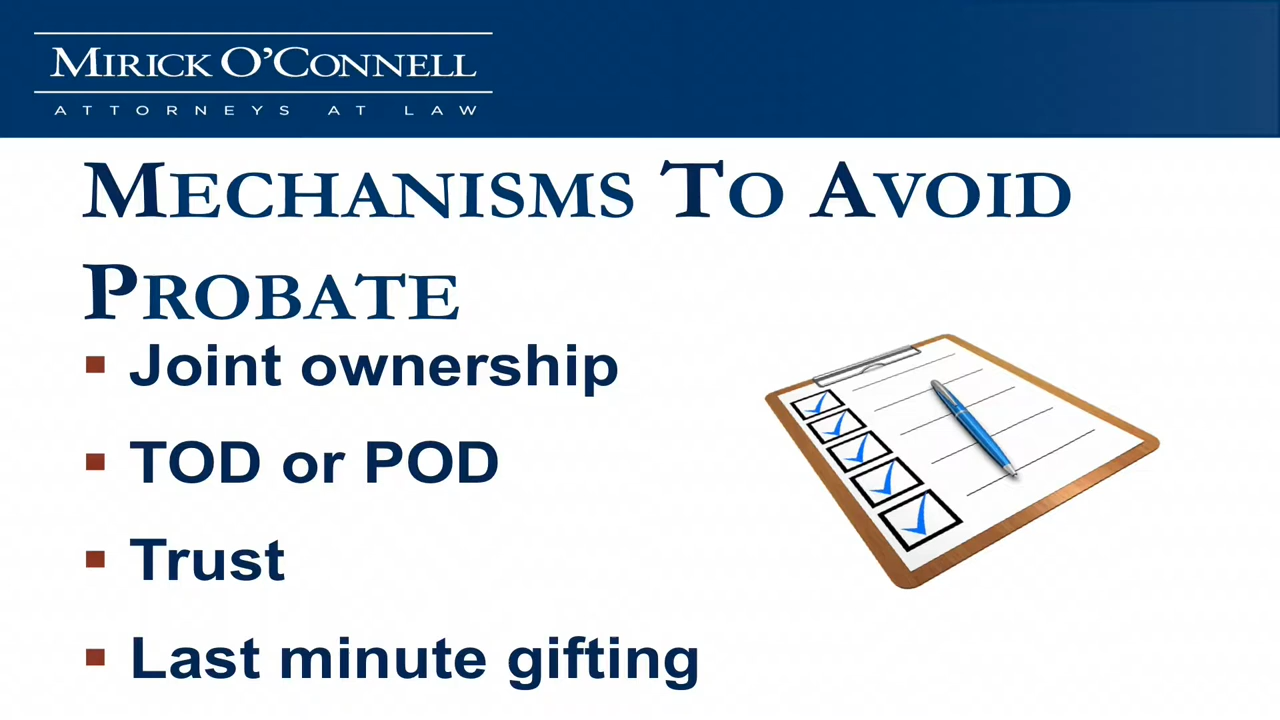 MIRICK O'CONNELL
ATTORNEYS AT LAW
MECHANISMS TO AVOID
PROBATE
▪ Joint ownership
▪ TOD or POD
▪ Trust
▪ Last minute gifting